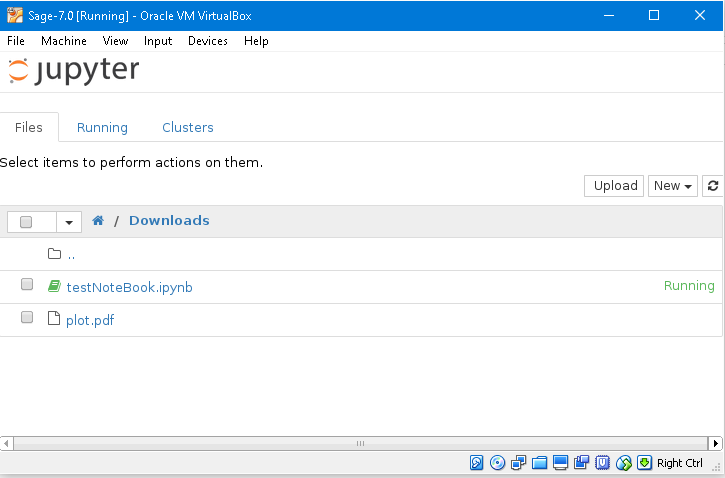 Sage-7.0 [Running] - Oracle VM VirtualBox
File Machine View Input Devices Help
jupyter
Files Running Clusters
Select items to perform actions on them.
Upload New
/ Downloads
..
testNoteBook.ipynb Running
plot.pdf
Right Ctrl